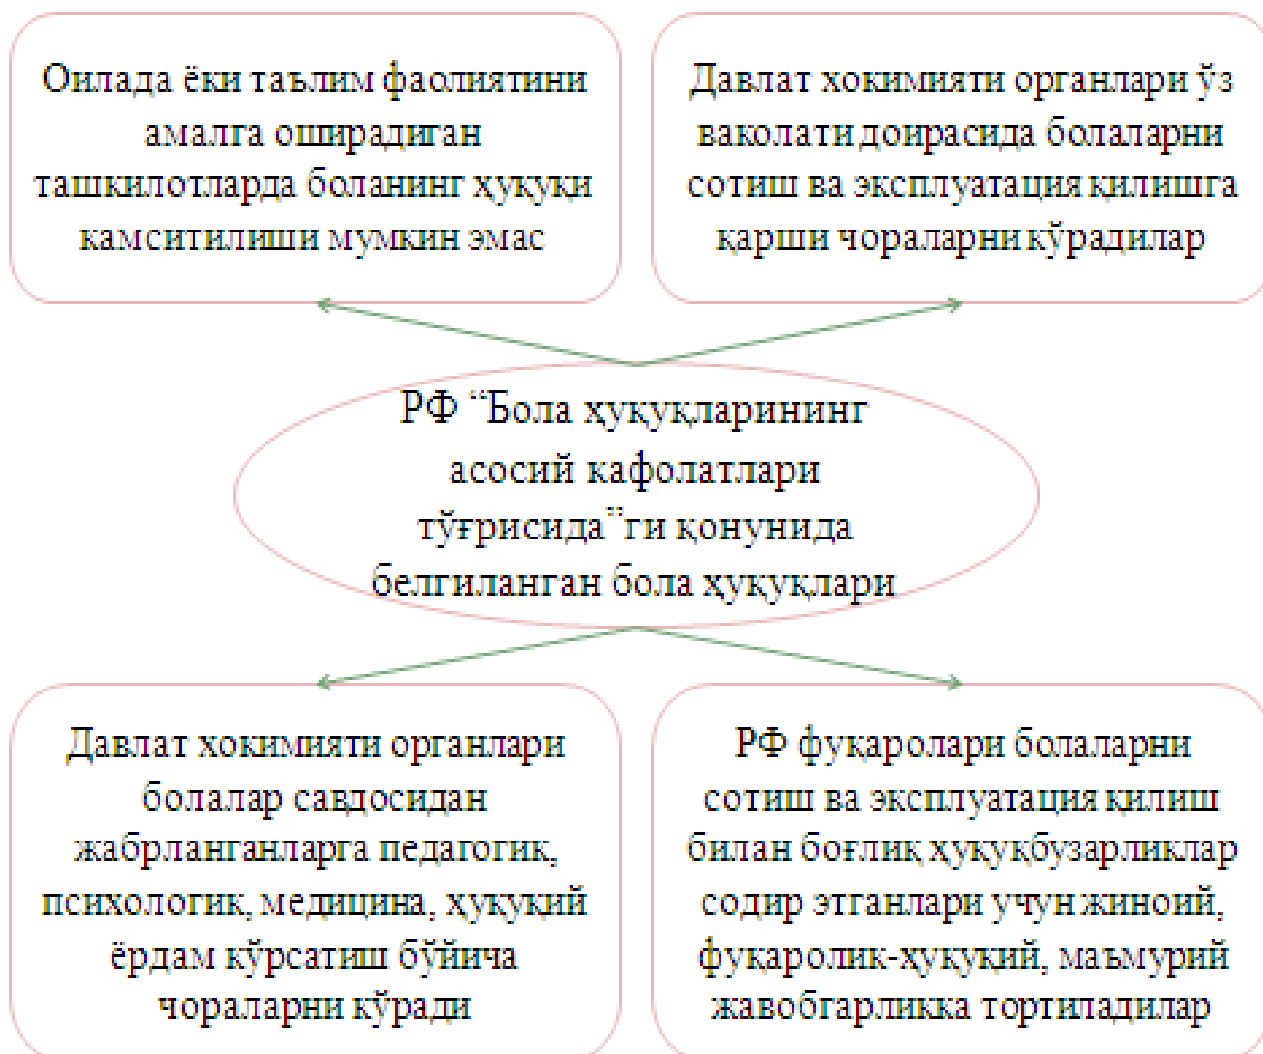 Оилада ёки таълим фаолиятини
амалга оширадиган
ташкилотларда боланинг ҳуқуқи
камситилиши мумкин эмас
Давлат хокимияти органлари ўз
ваколати доирасида болаларни
сотиш ва эксплуатация қилишга
қарши чораларни кўрадилар
РФ “Бола ҳуқуқларининг
асосий кафолатлари
тўғрисида”ги қонунида
белгиланган бола ҳуқуқлари
Давлат хокимияти органлари
болалар савдосидан
жабрланганларга педагогик,
психологик, медицина, ҳуқуқий
ёрдам кўрсатиш бўйича
чораларни кўради
РФ фуқаролари болаларни
сотиш ва эксплуатация қилиш
билан боғлиқ ҳуқуқбузарликлар
содир этганлари учун жиноий,
фуқаролик-ҳуқуқий, маъмурий
жавобгарликка тортиладилар